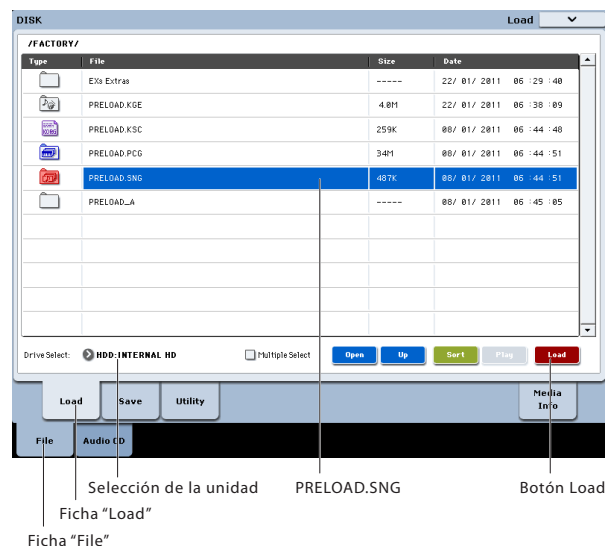 DISK Load
/FACTORY/
Type File Size Date
EXs Extras ----- 22/ 01/ 2011 06 :29 :40
PRELOAD.KGE 4.0M 22/ 01/ 2011 06 :38 :09
PRELOAD.KSC 259K 08/ 01/ 2011 06 :44 :48
PRELOAD.PCG 34M 08/ 01/ 2011 06 :44 :51
PRELOAD.SNG 487K 08/ 01/ 2011 06 :44 :51
PRELOAD_A ----- 08/ 01/ 2011 06 :45 :05
Drive Select: HDD:INTERNAL HD Multiple Select Open Up Sort Play Load
Load Save Utility Media Info
File Audio CD
Selección de la unidad PRELOAD.SNG Botón Load
Ficha “Load”
Ficha “File”